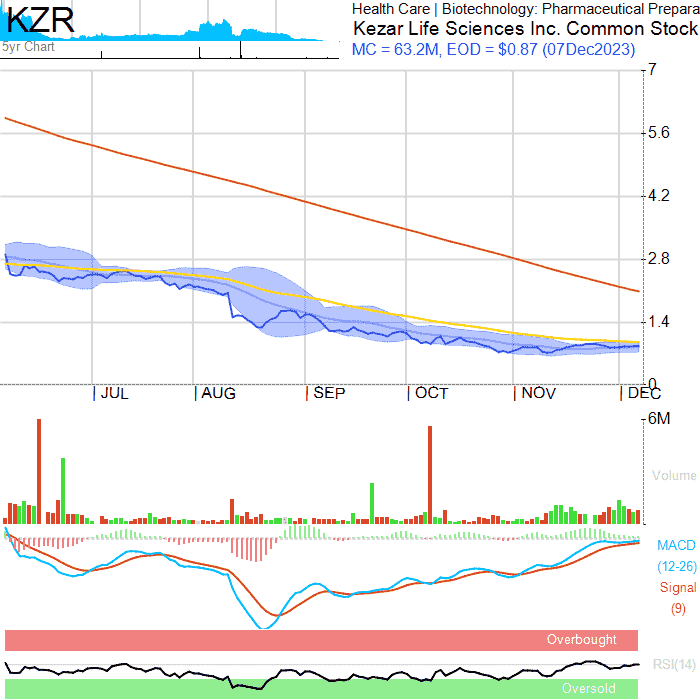 KZR
Health Care | Biotechnology: Pharmaceutical Prepara
Kezar Life Sciences Inc. Common Stock
MC = 63.2M, EOD = $0.87 (07Dec2023)
5yr Chart
7
5.6
4.2
2.8
1.4
0
JUL AUG SEP OCT NOV DEC
6M
Volume
MACD
(12-26)
Signal
(9)
Overbought
RSI(14)
Oversold